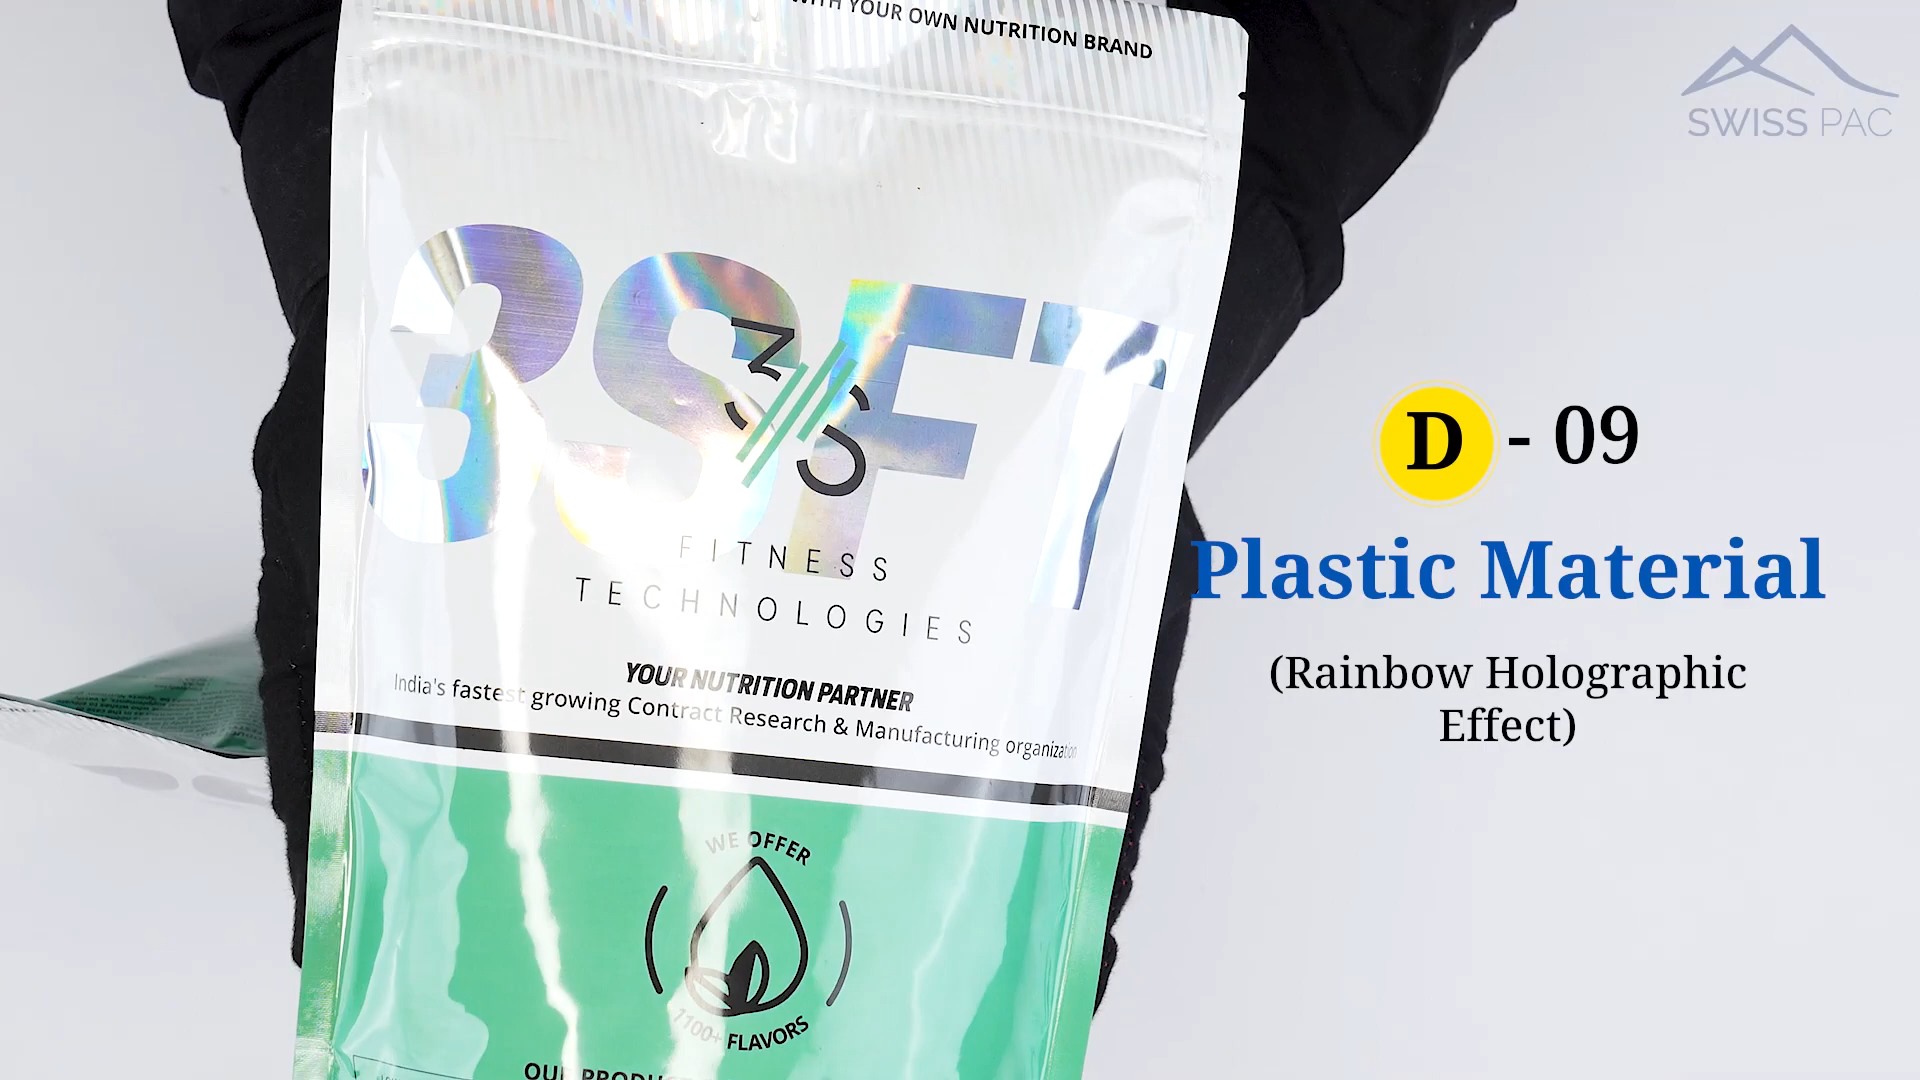 WITH YOUR OWN NUTRITION BRAND
SWISS PAC
3SFT
FITNESS
TECHNOLOGIES
YOUR NUTRITION PARTNER
India's fastest growing Contract Research & Manufacturing organization
WE OFFER
1100+ FLAVORS
D - 09
Plastic Material
(Rainbow Holographic
Effect)